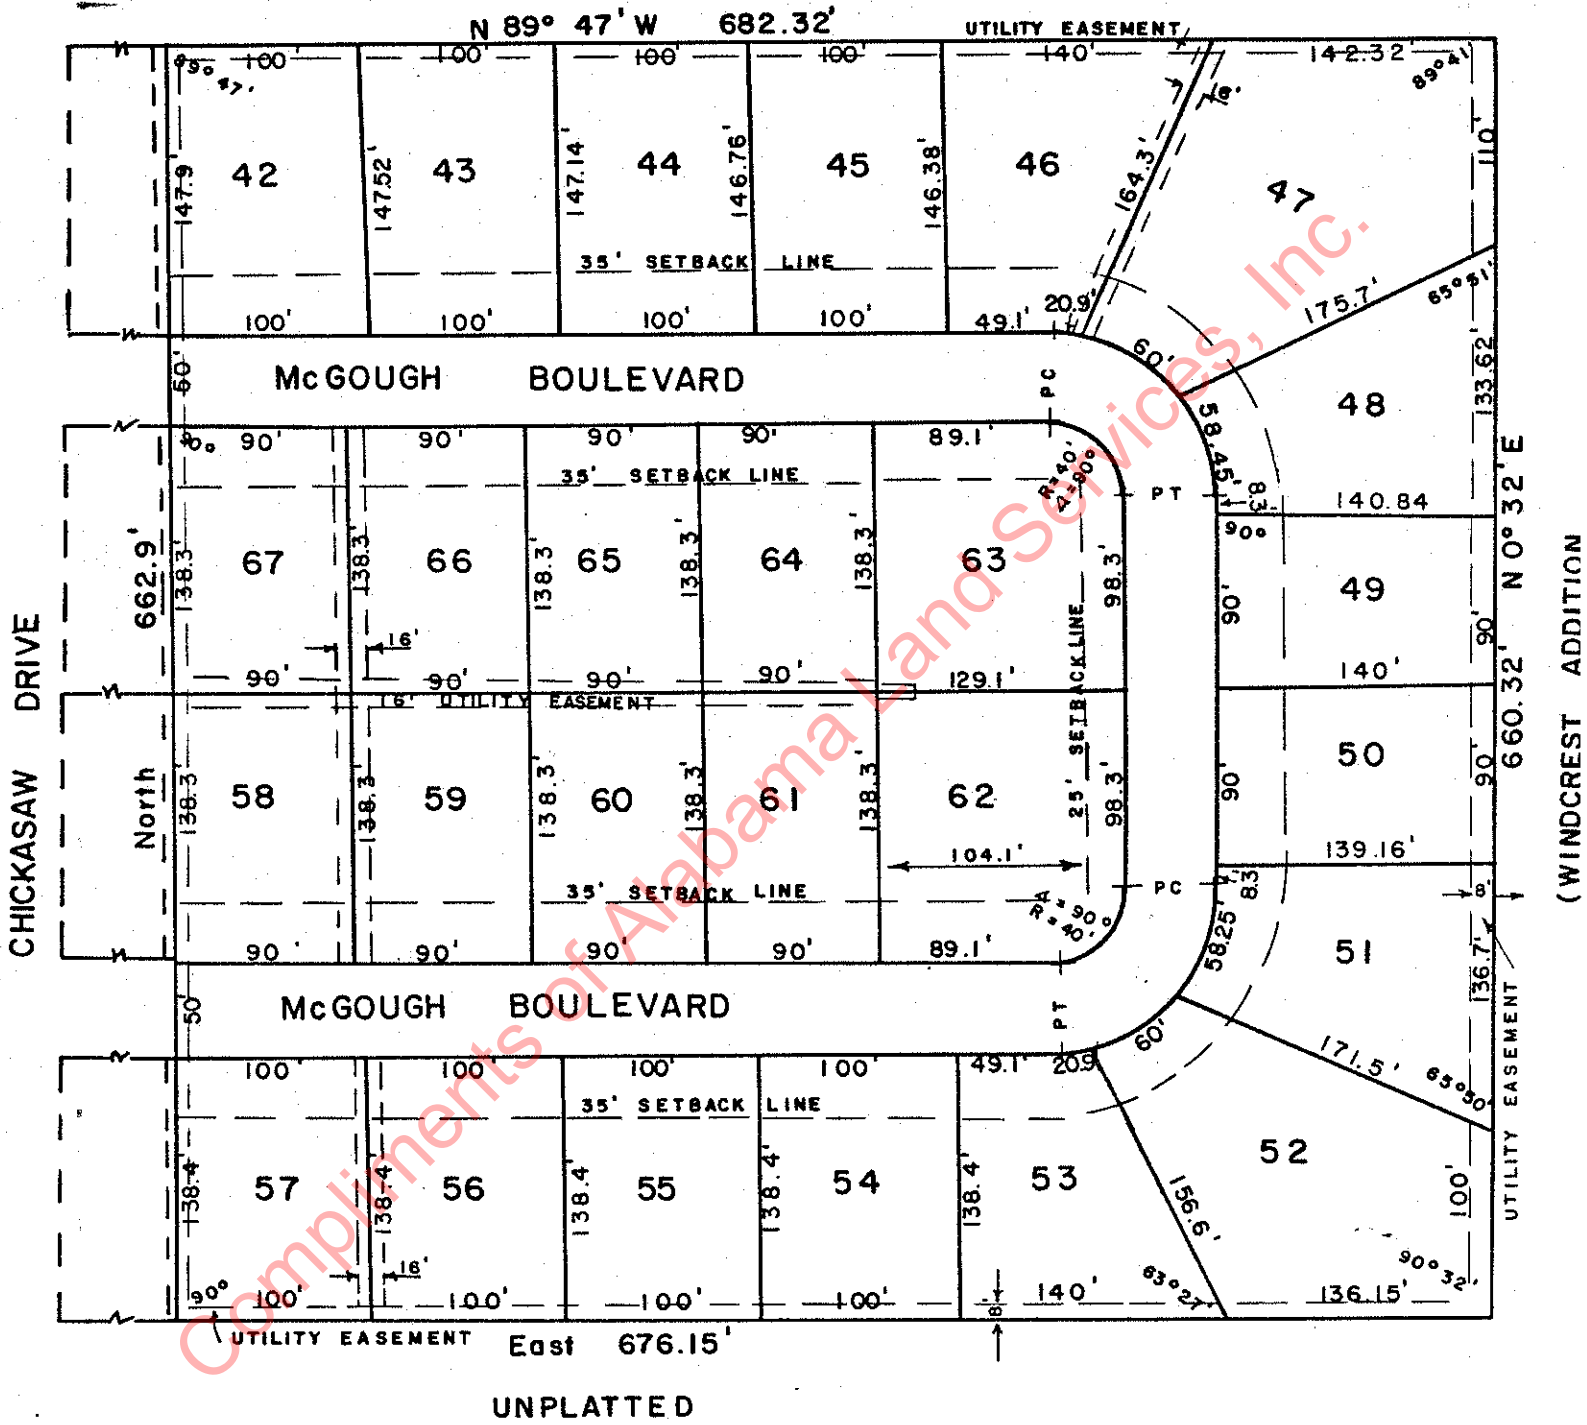 N 89° 47' W 682.32'
UTILITY EASEMENT
100' 100' 100' 100' 140' 142.32'
89° 47' 89° 41'
16'
147.9' 147.52' 147.14' 146.76' 146.38' 164.3' 110'
42 43 44 45 46 47
35' SETBACK LINE
175.7' 65° 51'
100' 100' 100' 100' 49.1' 20.9' 60'
McGOUGH BOULEVARD
60' PC
48 133.62'
58.45' 8.3'
90° 90' 90' 90' 90' 89.1'
R=40' Δ=90°
35' SETBACK LINE
PT 140.84
90°
67 66 65 64 63
138.3' 138.3' 138.3' 138.3' 138.3' 98.3'
49 90' 90'
N 0° 32' E 660.32'
North 662.9'
CHICKASAW DRIVE
(WINDCREST ADDITION
16'
90' 90' 90' 90' 129.1' 140'
16' UTILITY EASEMENT
25' SETBACK LINE
58 59 60 61 62
138.3' 138.3' 138.3' 138.3' 138.3' 98.3'
50 90' 90'
104.1' 139.16'
35' SETBACK LINE
PC 8.3' 8'
Δ = 90°
R = 40'
90' 90' 90' 90' 89.1'
58.25' 51 136.7'
McGOUGH BOULEVARD
50' PT 60'
UTILITY EASEMENT
100' 100' 100' 100' 49.1' 20.9
171.5' 65° 30'
35' SETBACK LINE
57 56 55 54 53 52
138.4' 138.4' 138.4' 138.4' 138.4' 156.6' 100'
16'
90° 63° 27' 90° 32'
100' 100' 100' 100' 8' 140' 136.15'
UTILITY EASEMENT East 676.15'
UNPLATTED
Compliments of Alabama Land Services, Inc.